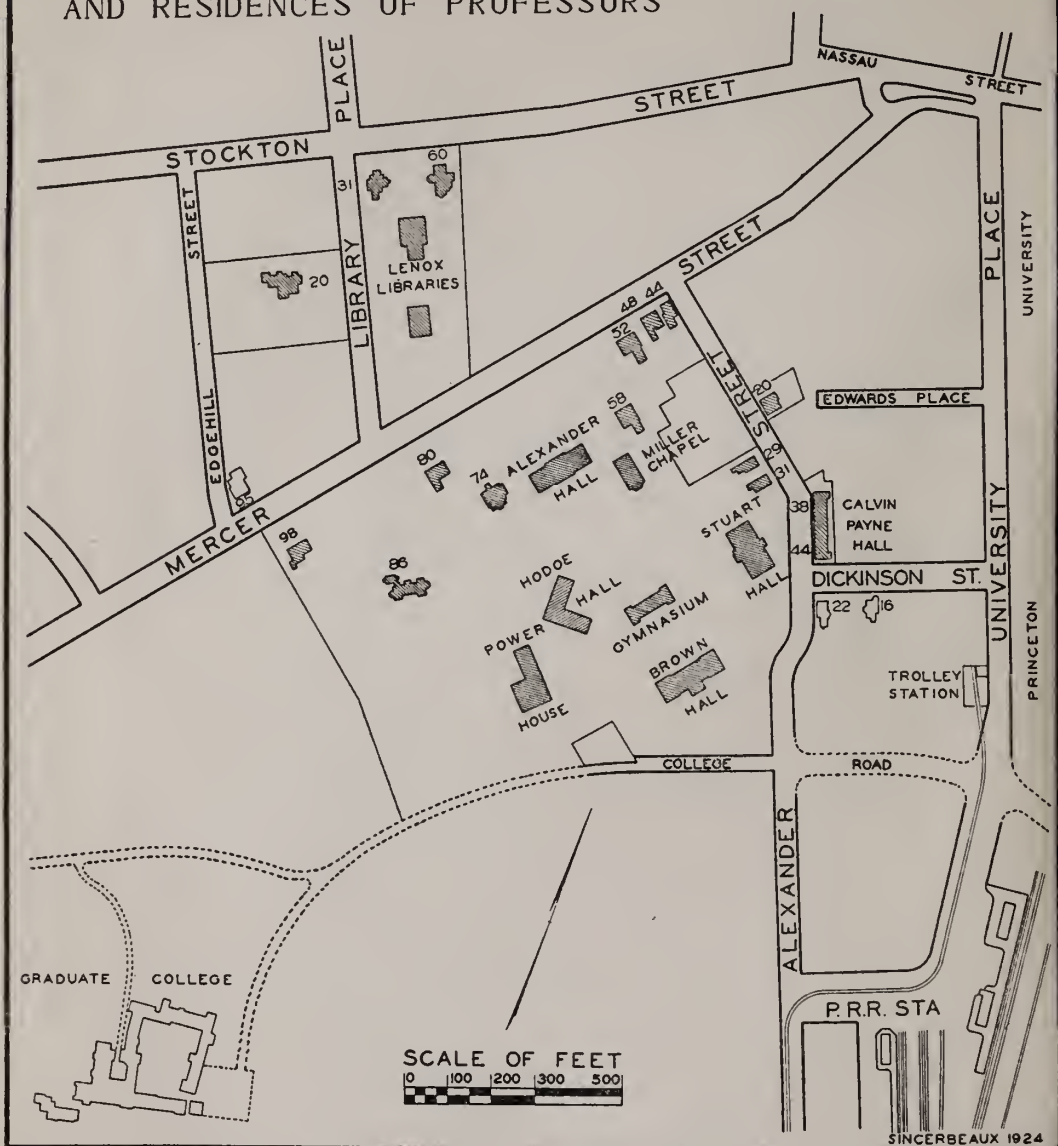 AND RESIDENCES OF PROFESSORS
NASSAU STREET
PLACE
STOCKTON STREET
31
60
STREET
LENOX
LIBRARIES
20
LIBRARY
EDGEHILL
STREET
PLACE
UNIVERSITY
48 44
52
STREET
20
EDWARDS PLACE
58
MILLER
CHAPEL
ALEXANDER
HALL
80
74
29
31
MERCER
98
86
STUART
HALL
38
44
CALVIN
PAYNE
HALL
UNIVERSITY
HODGE
HALL
GYMNASIUM
DICKINSON ST.
22
16
POWER
HOUSE
BROWN
HALL
TROLLEY
STATION
PRINCETON
COLLEGE ROAD
ALEXANDER
GRADUATE COLLEGE
P.R.R. STA
SCALE OF FEET
0 100 200 300 500
SINCERBEAUX 1924